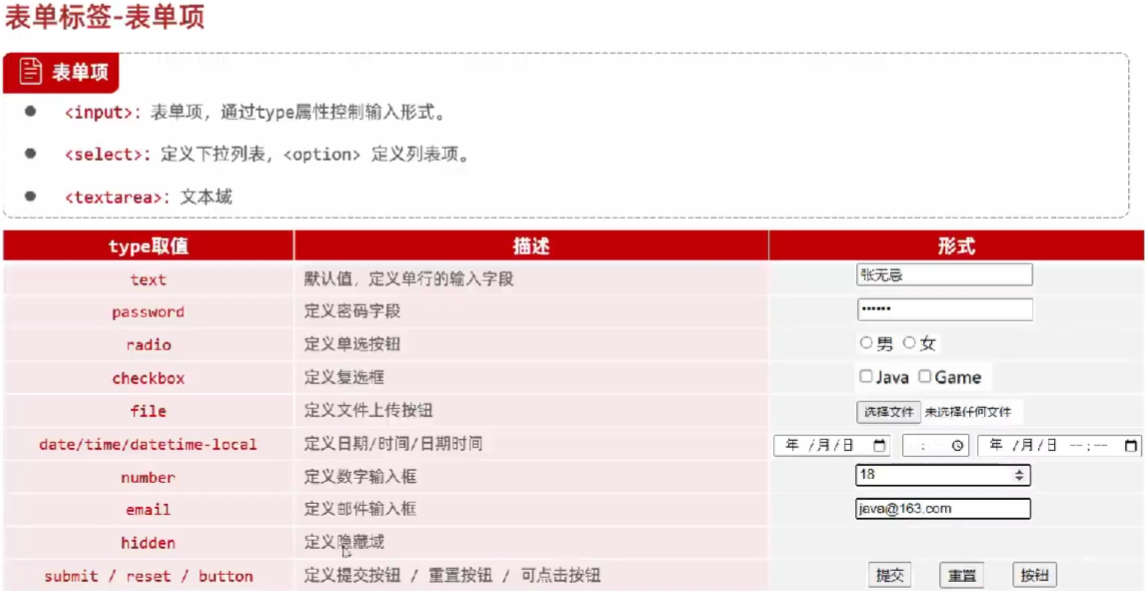 表单标签-表单项
表单项
<input>: 表单项，通过type属性控制输入形式。
<select>: 定义下拉列表，<option> 定义列表项。
<textarea>: 文本域
type取值 描述 形式
text 默认值，定义单行的输入字段 张无忌
password 定义密码字段 ••••••
radio 定义单选按钮 男 女
checkbox 定义复选框 Java Game
file 定义文件上传按钮 选择文件 未选择任何文件
date/time/datetime-local 定义日期/时间/日期时间 年 /月/日 : 年 /月/日 --:--
number 定义数字输入框 18
email 定义邮件输入框 java@163.com
hidden 定义隐藏域
submit / reset / button 定义提交按钮 / 重置按钮 / 可点击按钮 提交 重置 按钮